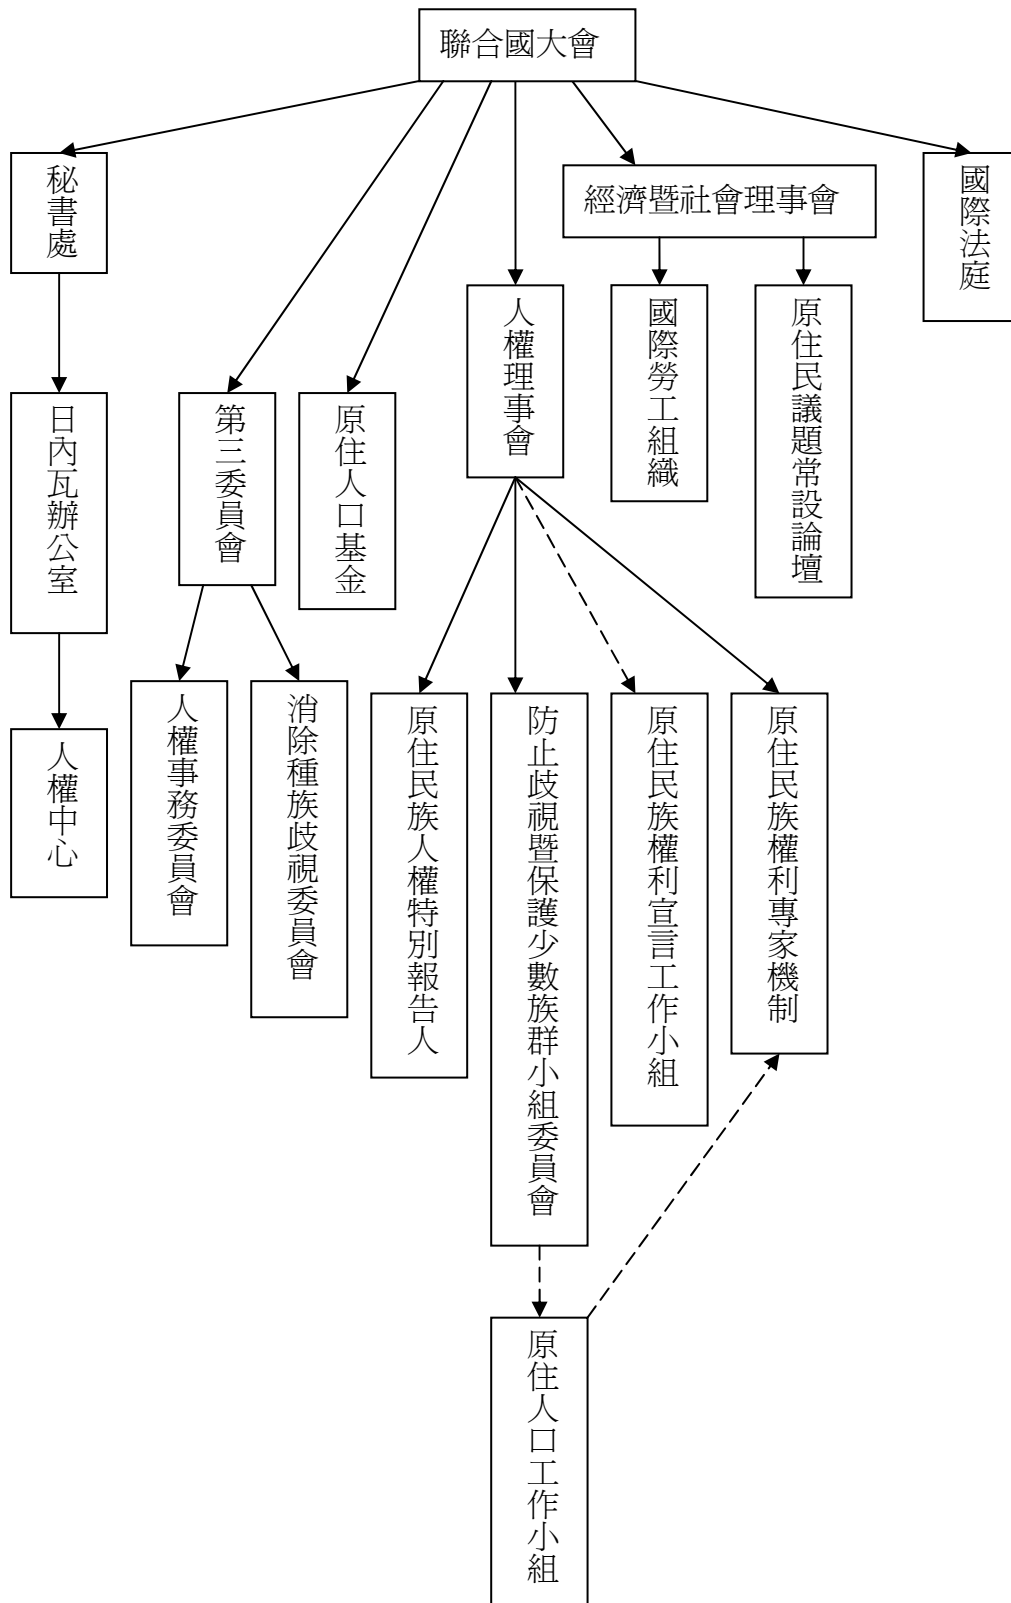 聯合國大會
秘書處
經濟暨社會理事會
國際法庭
人權理事會
國際勞工組織
原住民議題常設論壇
日內瓦辦公室
第三委員會
原住人口基金
人權中心
人權事務委員會
消除種族歧視委員會
原住民族人權特別報告人
防止歧視暨保護少數族群小組委員會
原住民族權利宣言工作小組
原住民族權利專家機制
原住人口工作小組